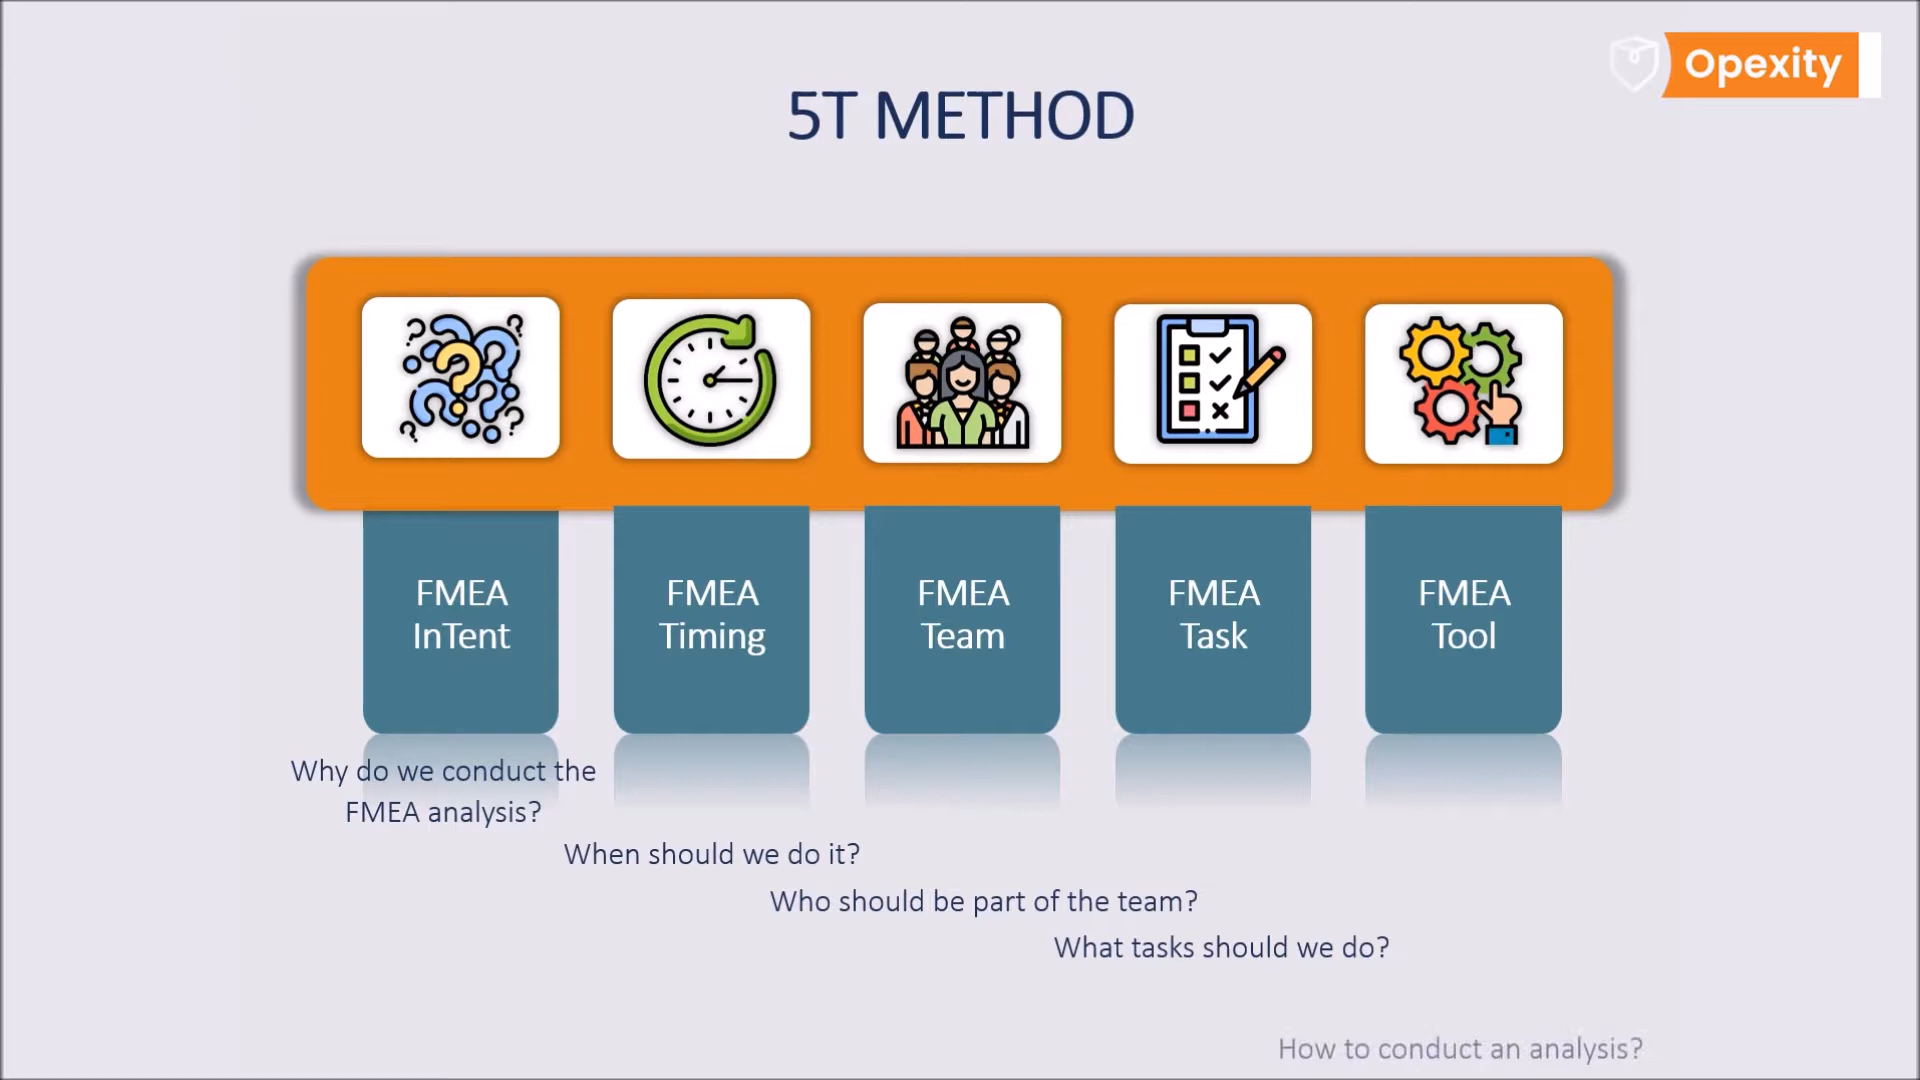 Opexity
5T METHOD
FMEA
InTent
FMEA
Timing
FMEA
Team
FMEA
Task
FMEA
Tool
Why do we conduct the
FMEA analysis?
When should we do it?
Who should be part of the team?
What tasks should we do?
How to conduct an analysis?